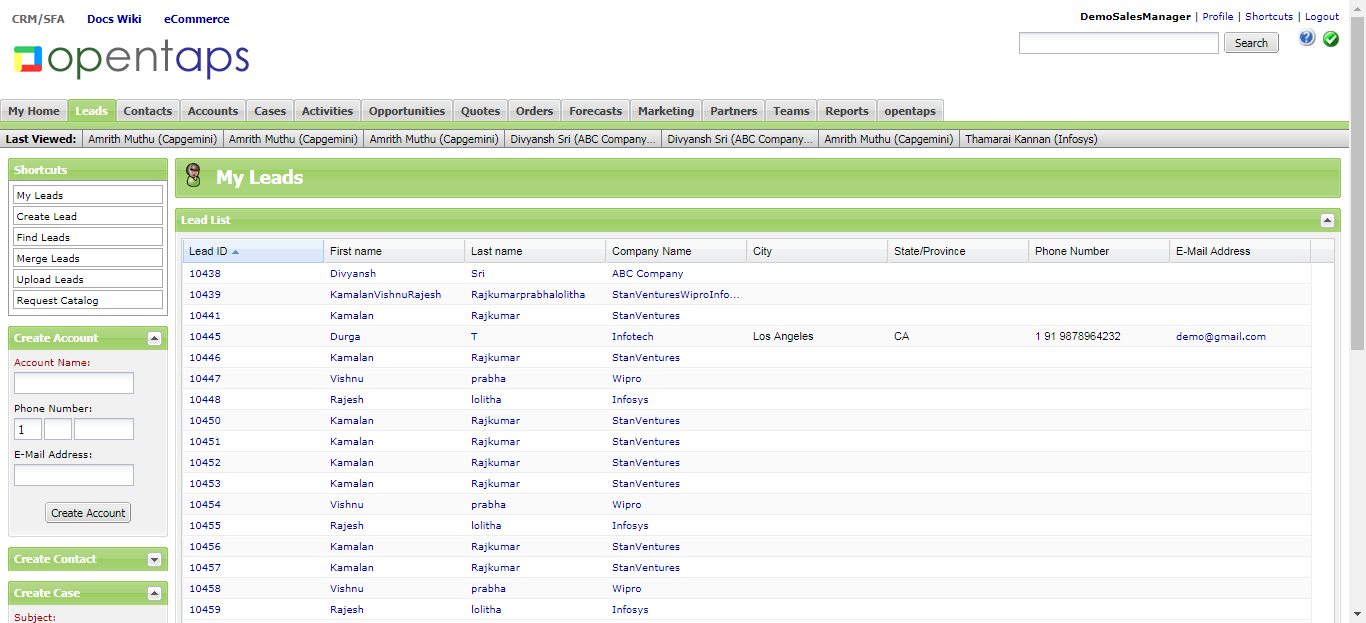 CRM/SFA Docs Wiki eCommerce
DemoSalesManager | Profile | Shortcuts | Logout
opentaps
Search
My Home Leads Contacts Accounts Cases Activities Opportunities Quotes Orders Forecasts Marketing Partners Teams Reports opentaps
Last Viewed: Amrith Muthu (Capgemini) Amrith Muthu (Capgemini) Amrith Muthu (Capgemini) Divyansh Sri (ABC Company... Divyansh Sri (ABC Company... Amrith Muthu (Capgemini) Thamarai Kannan (Infosys)
Shortcuts
My Leads
Create Lead
Find Leads
Merge Leads
Upload Leads
Request Catalog
Create Account
Account Name:
Phone Number:
1
E-Mail Address:
Create Account
Create Contact
Create Case
Subject:
My Leads
Lead List
Lead ID First name Last name Company Name City State/Province Phone Number E-Mail Address
10438 Divyansh Sri ABC Company
10439 KamalanVishnuRajesh Rajkumarprabhalolitha StanVenturesWiproInfo...
10441 Kamalan Rajkumar StanVentures
10445 Durga T Infotech Los Angeles CA 1 91 9878964232 demo@gmail.com
10446 Kamalan Rajkumar StanVentures
10447 Vishnu prabha Wipro
10448 Rajesh lolitha Infosys
10450 Kamalan Rajkumar StanVentures
10451 Kamalan Rajkumar StanVentures
10452 Kamalan Rajkumar StanVentures
10453 Kamalan Rajkumar StanVentures
10454 Vishnu prabha Wipro
10455 Rajesh lolitha Infosys
10456 Kamalan Rajkumar StanVentures
10457 Kamalan Rajkumar StanVentures
10458 Vishnu prabha Wipro
10459 Rajesh lolitha Infosys